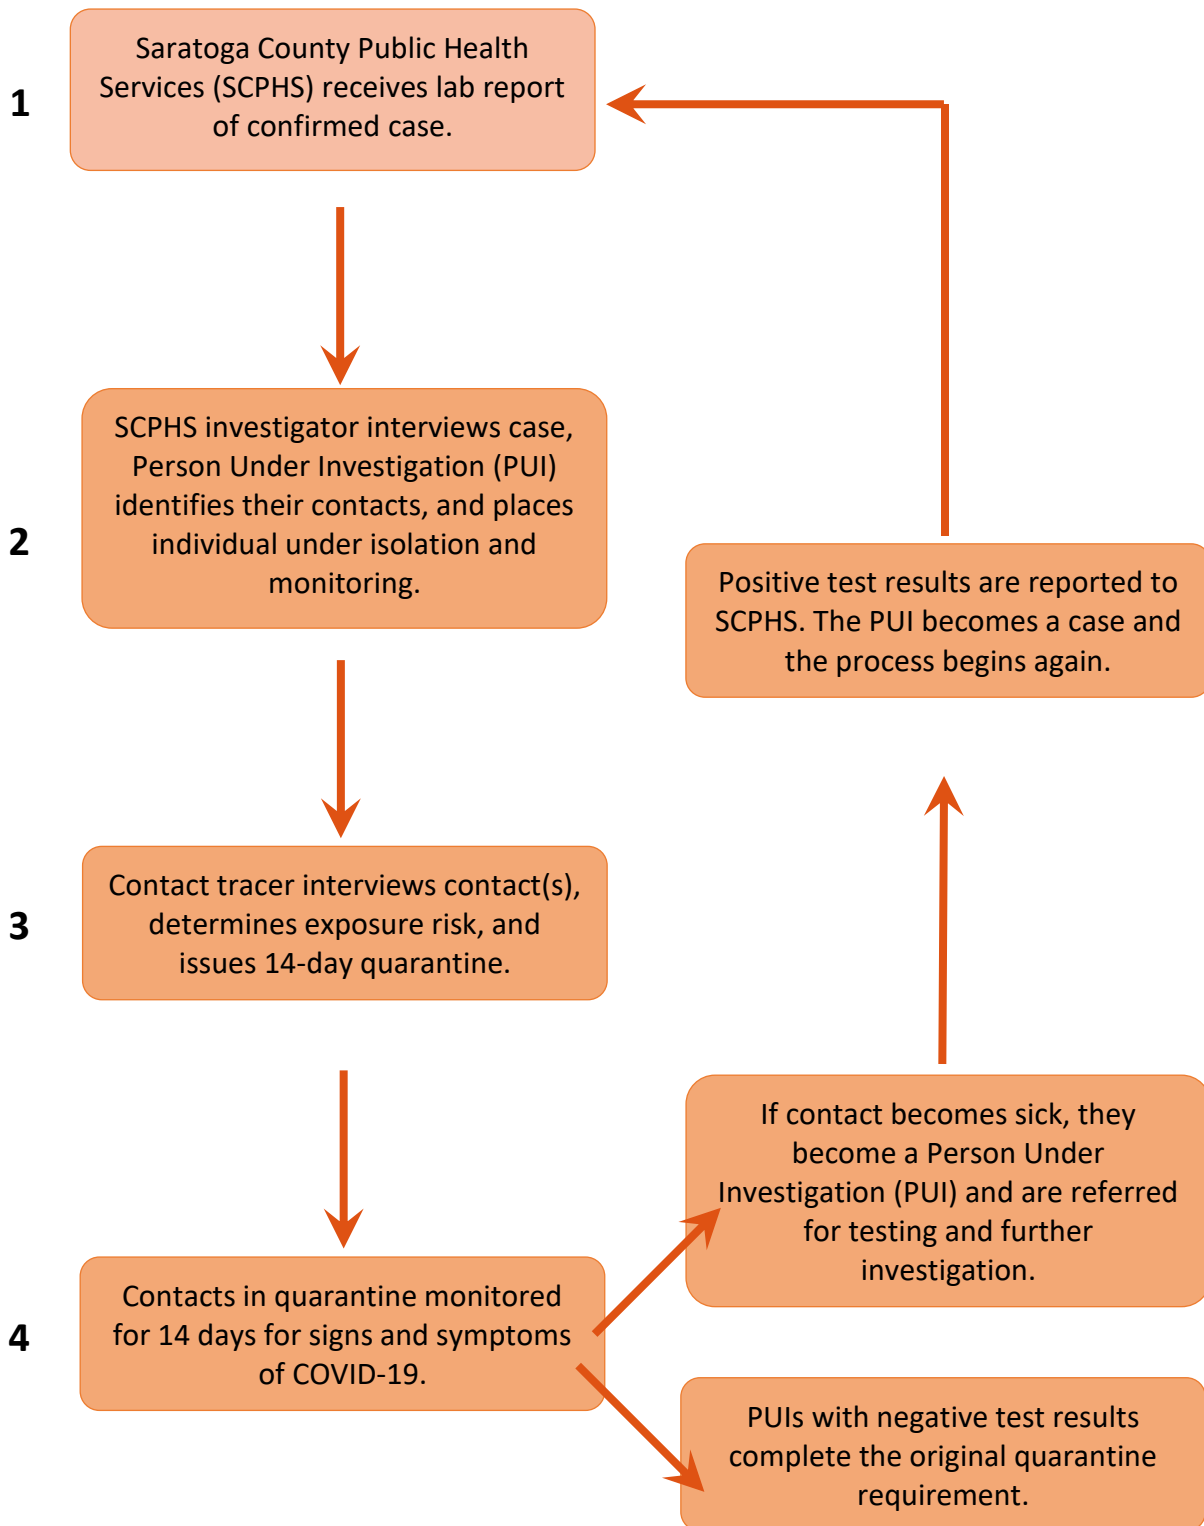 1
Saratoga County Public Health
Services (SCPHS) receives lab report
of confirmed case.
2
SCPHS investigator interviews case,
Person Under Investigation (PUI)
identifies their contacts, and places
individual under isolation and
monitoring.
3
Contact tracer interviews contact(s),
determines exposure risk, and
issues 14-day quarantine.
4
Contacts in quarantine monitored
for 14 days for signs and symptoms
of COVID-19.
If contact becomes sick, they
become a Person Under
Investigation (PUI) and are referred
for testing and further
investigation.
Positive test results are reported to
SCPHS. The PUI becomes a case and
the process begins again.
PUIs with negative test results
complete the original quarantine
requirement.